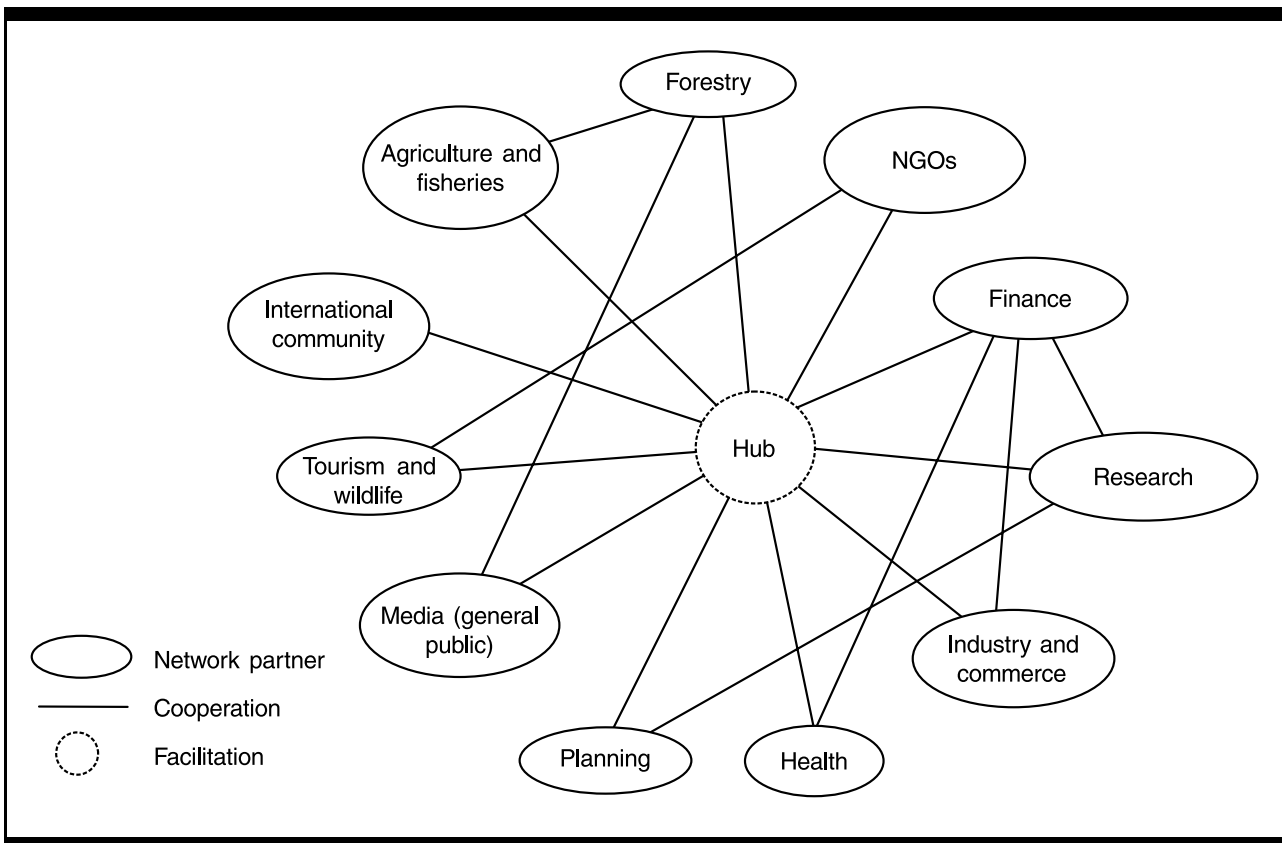 Forestry
Agriculture and
fisheries
NGOs
International
community
Finance
Hub
Tourism and
wildlife
Research
Media (general
public)
Industry and
commerce
Planning
Health
Network partner
Cooperation
Facilitation